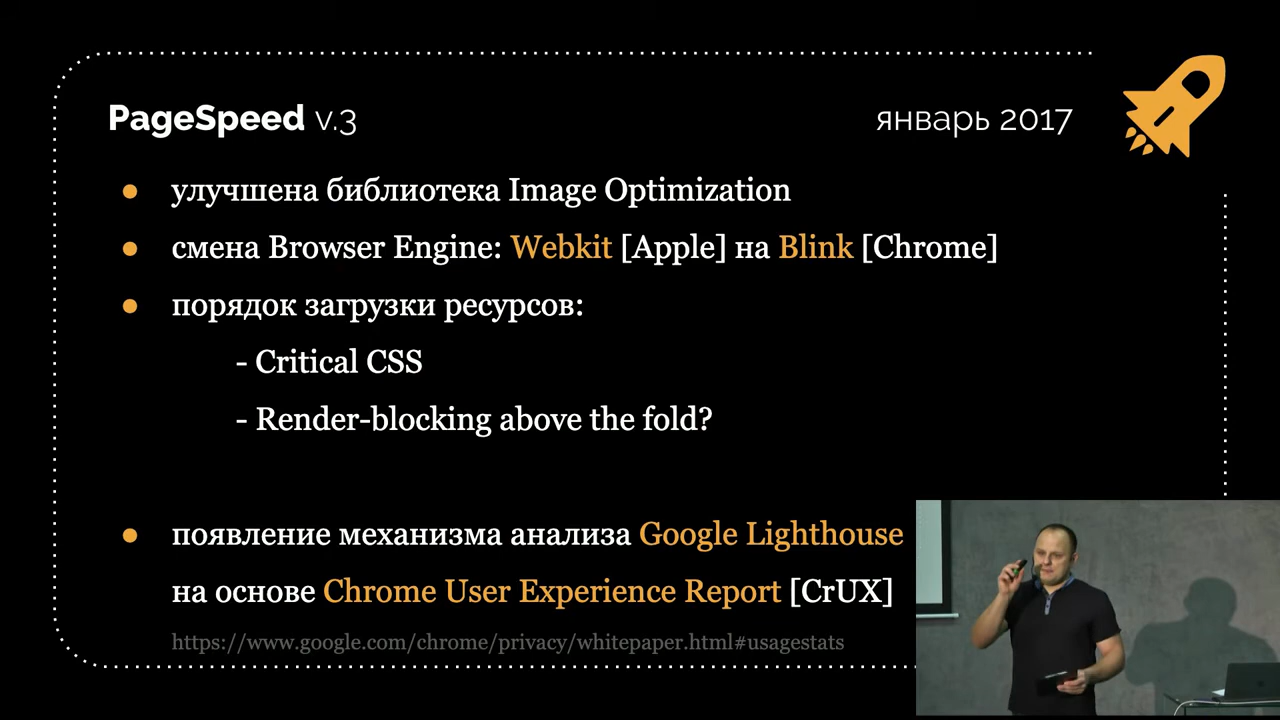 PageSpeed v.3
январь 2017
улучшена библиотека Image Optimization
смена Browser Engine: Webkit [Apple] на Blink [Chrome]
порядок загрузки ресурсов:
- Critical CSS
- Render-blocking above the fold?
появление механизма анализа Google Lighthouse
на основе Chrome User Experience Report [CrUX]
https://www.google.com/chrome/privacy/whitepaper.html#usagestats